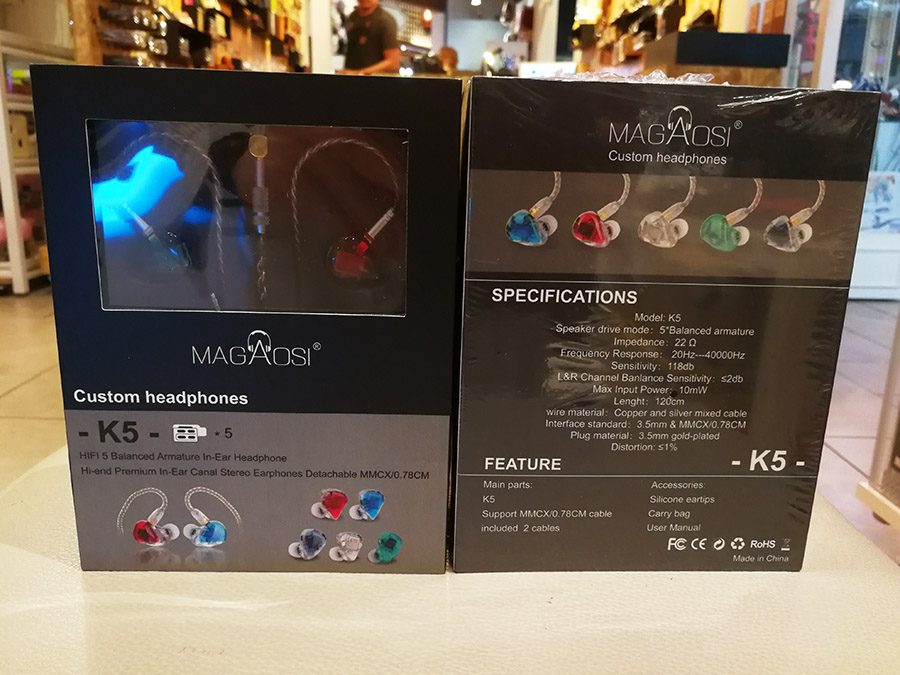 MAGAOSI®
Custom headphones
- K5 - * 5
HIFI 5 Balanced Armature In-Ear Headphone
Hi-end Premium In-Ear Canal Stereo Earphones Detachable MMCX/0.78CM
MAGAOSI®
Custom headphones
SPECIFICATIONS
Model: K5
Speaker drive mode: 5*Balanced armature
Impedance: 22 Ω
Frequency Response: 20Hz---40000Hz
Sensitivity: 118db
L&R Channel Banlance Sensitivity: ≤2db
Max Input Power: 10mW
Lenght: 120cm
wire material: Copper and silver mixed cable
Interface standard: 3.5mm & MMCX/0.78CM
Plug material: 3.5mm gold-plated
Distortion: ≤1%
FEATURE
- K5 -
Main parts:
K5
Support MMCX/0.78CM cable
included 2 cables
Accessories:
Silicone eartips
Carry bag
User Manual
FC CE RoHS
Made in China